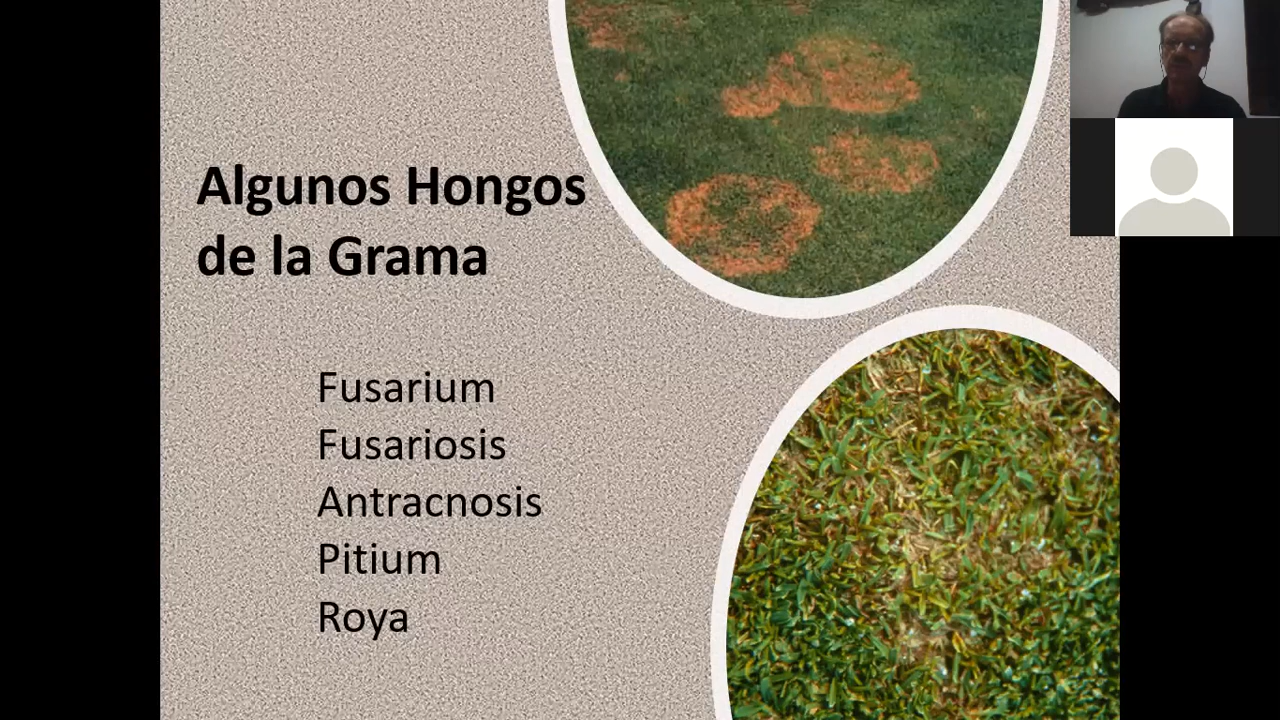 Algunos Hongos
de la Grama
Fusarium
Fusariosis
Antracnosis
Pitium
Roya